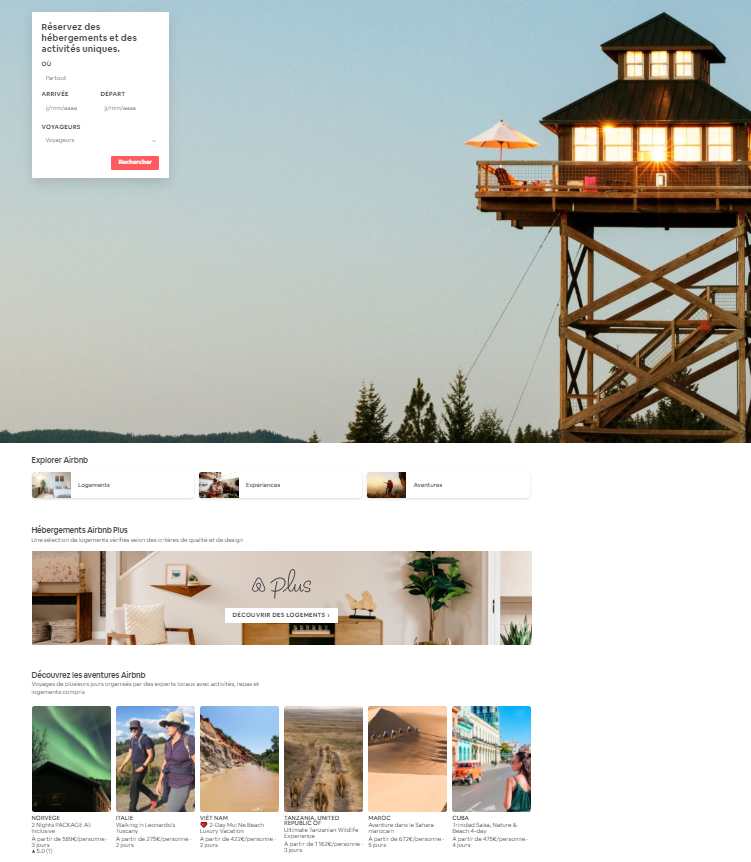 Réservez des
hébergements et des
activités uniques.
OÙ
Partout
ARRIVÉE DÉPART
jj/mm/aaaa jj/mm/aaaa
VOYAGEURS
Voyageurs
Rechercher
Explorer Airbnb
Logements Expériences Aventures
Hébergements Airbnb Plus
Une sélection de logements vérifiés selon des critères de qualité et de design
plus
DÉCOUVRIR DES LOGEMENTS ›
Découvrez les aventures Airbnb
Voyages de plusieurs jours organisés par des experts locaux avec activités, repas et
logements compris
NORVÈGE
2 Nights PACKAGE All
Inclusive
À partir de 589€/personne ·
3 jours
★ 5,0 (1)
ITALIE
Walking in Leonardo's
Tuscany
À partir de 275€/personne ·
2 jours
VIÊT NAM
❤️ 2-Day Mui Ne Beach
Luxury Vacation
À partir de 422€/personne ·
2 jours
TANZANIA, UNITED
REPUBLIC OF
Ultimate Tanzanian Wildlife
Experience
À partir de 1 162€/personne ·
3 jours
MAROC
Aventure dans le Sahara
marocain
À partir de 672€/personne ·
5 jours
CUBA
Trinidad Salsa, Nature &
Beach 4-day
À partir de 475€/personne ·
4 jours